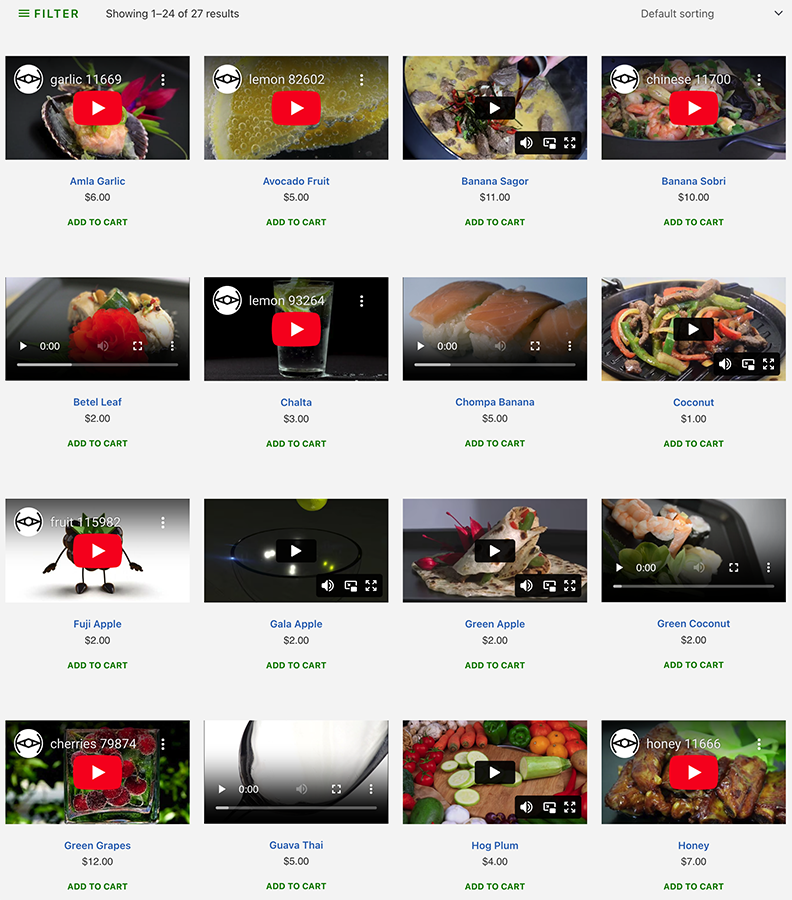 FILTER Showing 1–24 of 27 results Default sorting
garlic 11669 lemon 82602 chinese 11700
Amla Garlic Avocado Fruit Banana Sagor Banana Sobri
$6.00 $5.00 $11.00 $10.00
ADD TO CART ADD TO CART ADD TO CART ADD TO CART
lemon 93264
0:00 0:00
Betel Leaf Chalta Chompa Banana Coconut
$2.00 $3.00 $5.00 $1.00
ADD TO CART ADD TO CART ADD TO CART ADD TO CART
fruit 115982
0:00
Fuji Apple Gala Apple Green Apple Green Coconut
$2.00 $2.00 $2.00 $2.00
ADD TO CART ADD TO CART ADD TO CART ADD TO CART
cherries 79874 honey 11666
0:00
Green Grapes Guava Thai Hog Plum Honey
$12.00 $5.00 $4.00 $7.00
ADD TO CART ADD TO CART ADD TO CART ADD TO CART